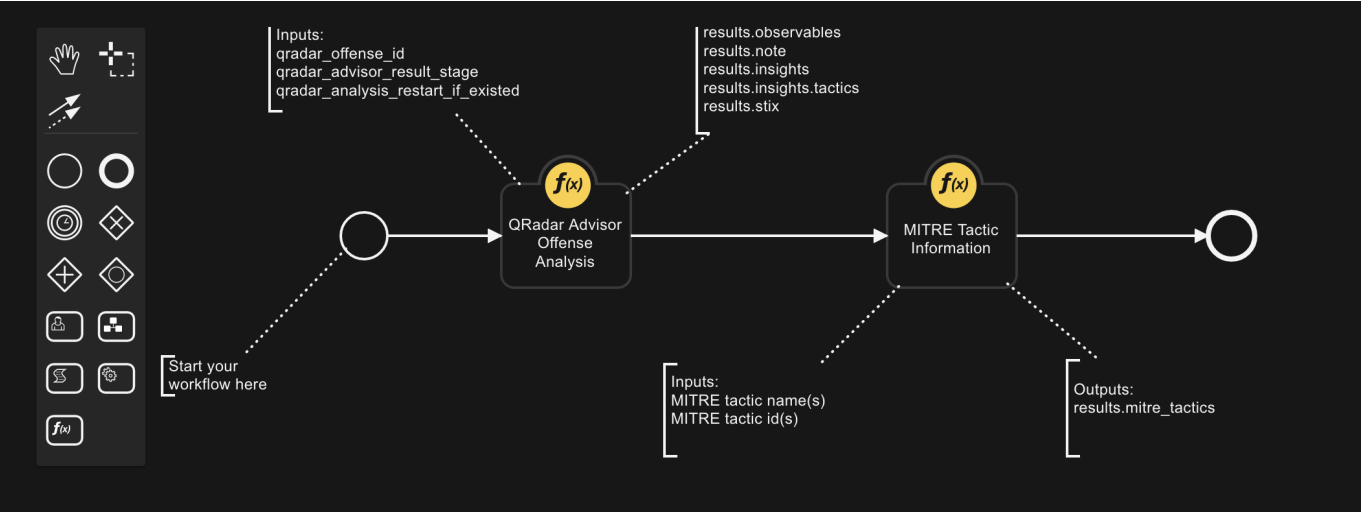 Inputs:
qradar_offense_id
qradar_advisor_result_stage
qradar_analysis_restart_if_existed
results.observables
results.note
results.insights
results.insights.tactics
results.stix
f(x)
QRadar Advisor
Offense
Analysis
f(x)
MITRE Tactic
Information
Start your
workflow here
Inputs:
MITRE tactic name(s)
MITRE tactic id(s)
Outputs:
results.mitre_tactics
f(x)